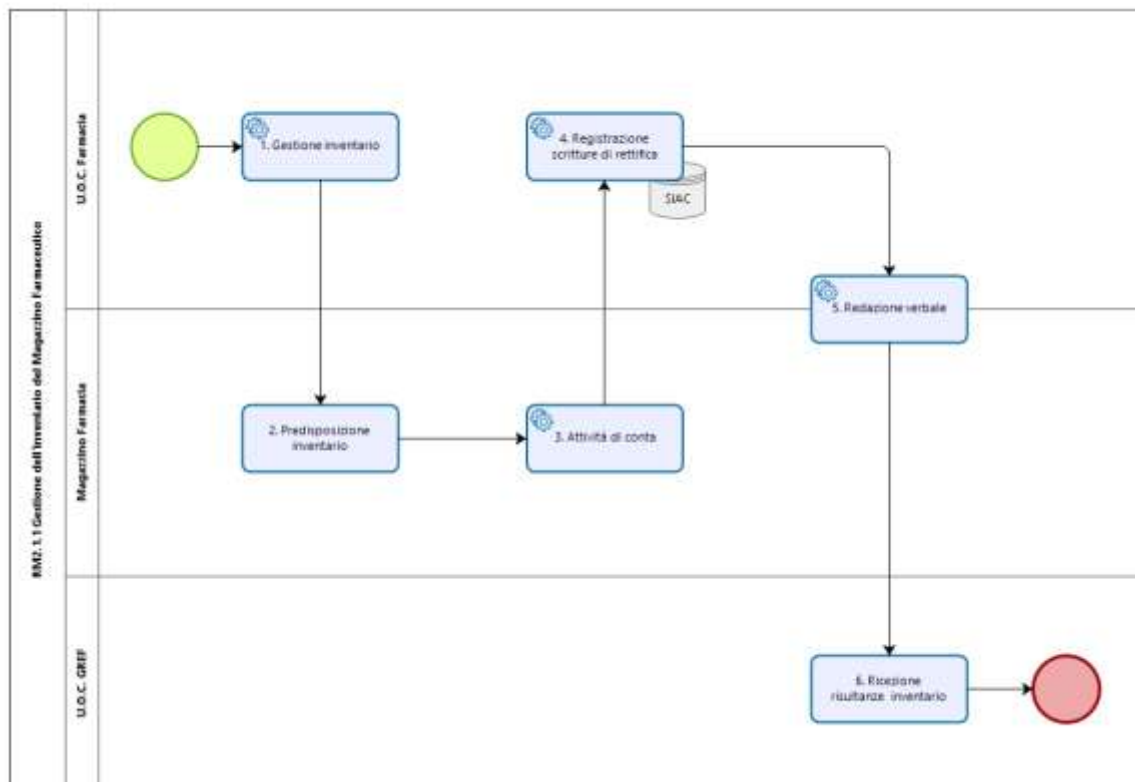 RM2.1.1 Gestione dell'Inventario del Magazzino Farmaceutico
U.O.C. Farmacia
1. Gestione inventario
4. Registrazione
scritture di rettifica
SIAC
5. Redazione verbale
Magazzino Farmacia
2. Predisposizione
inventario
3. Attività di conta
U.O.C. GREF
6. Ricezione
risultanze inventario